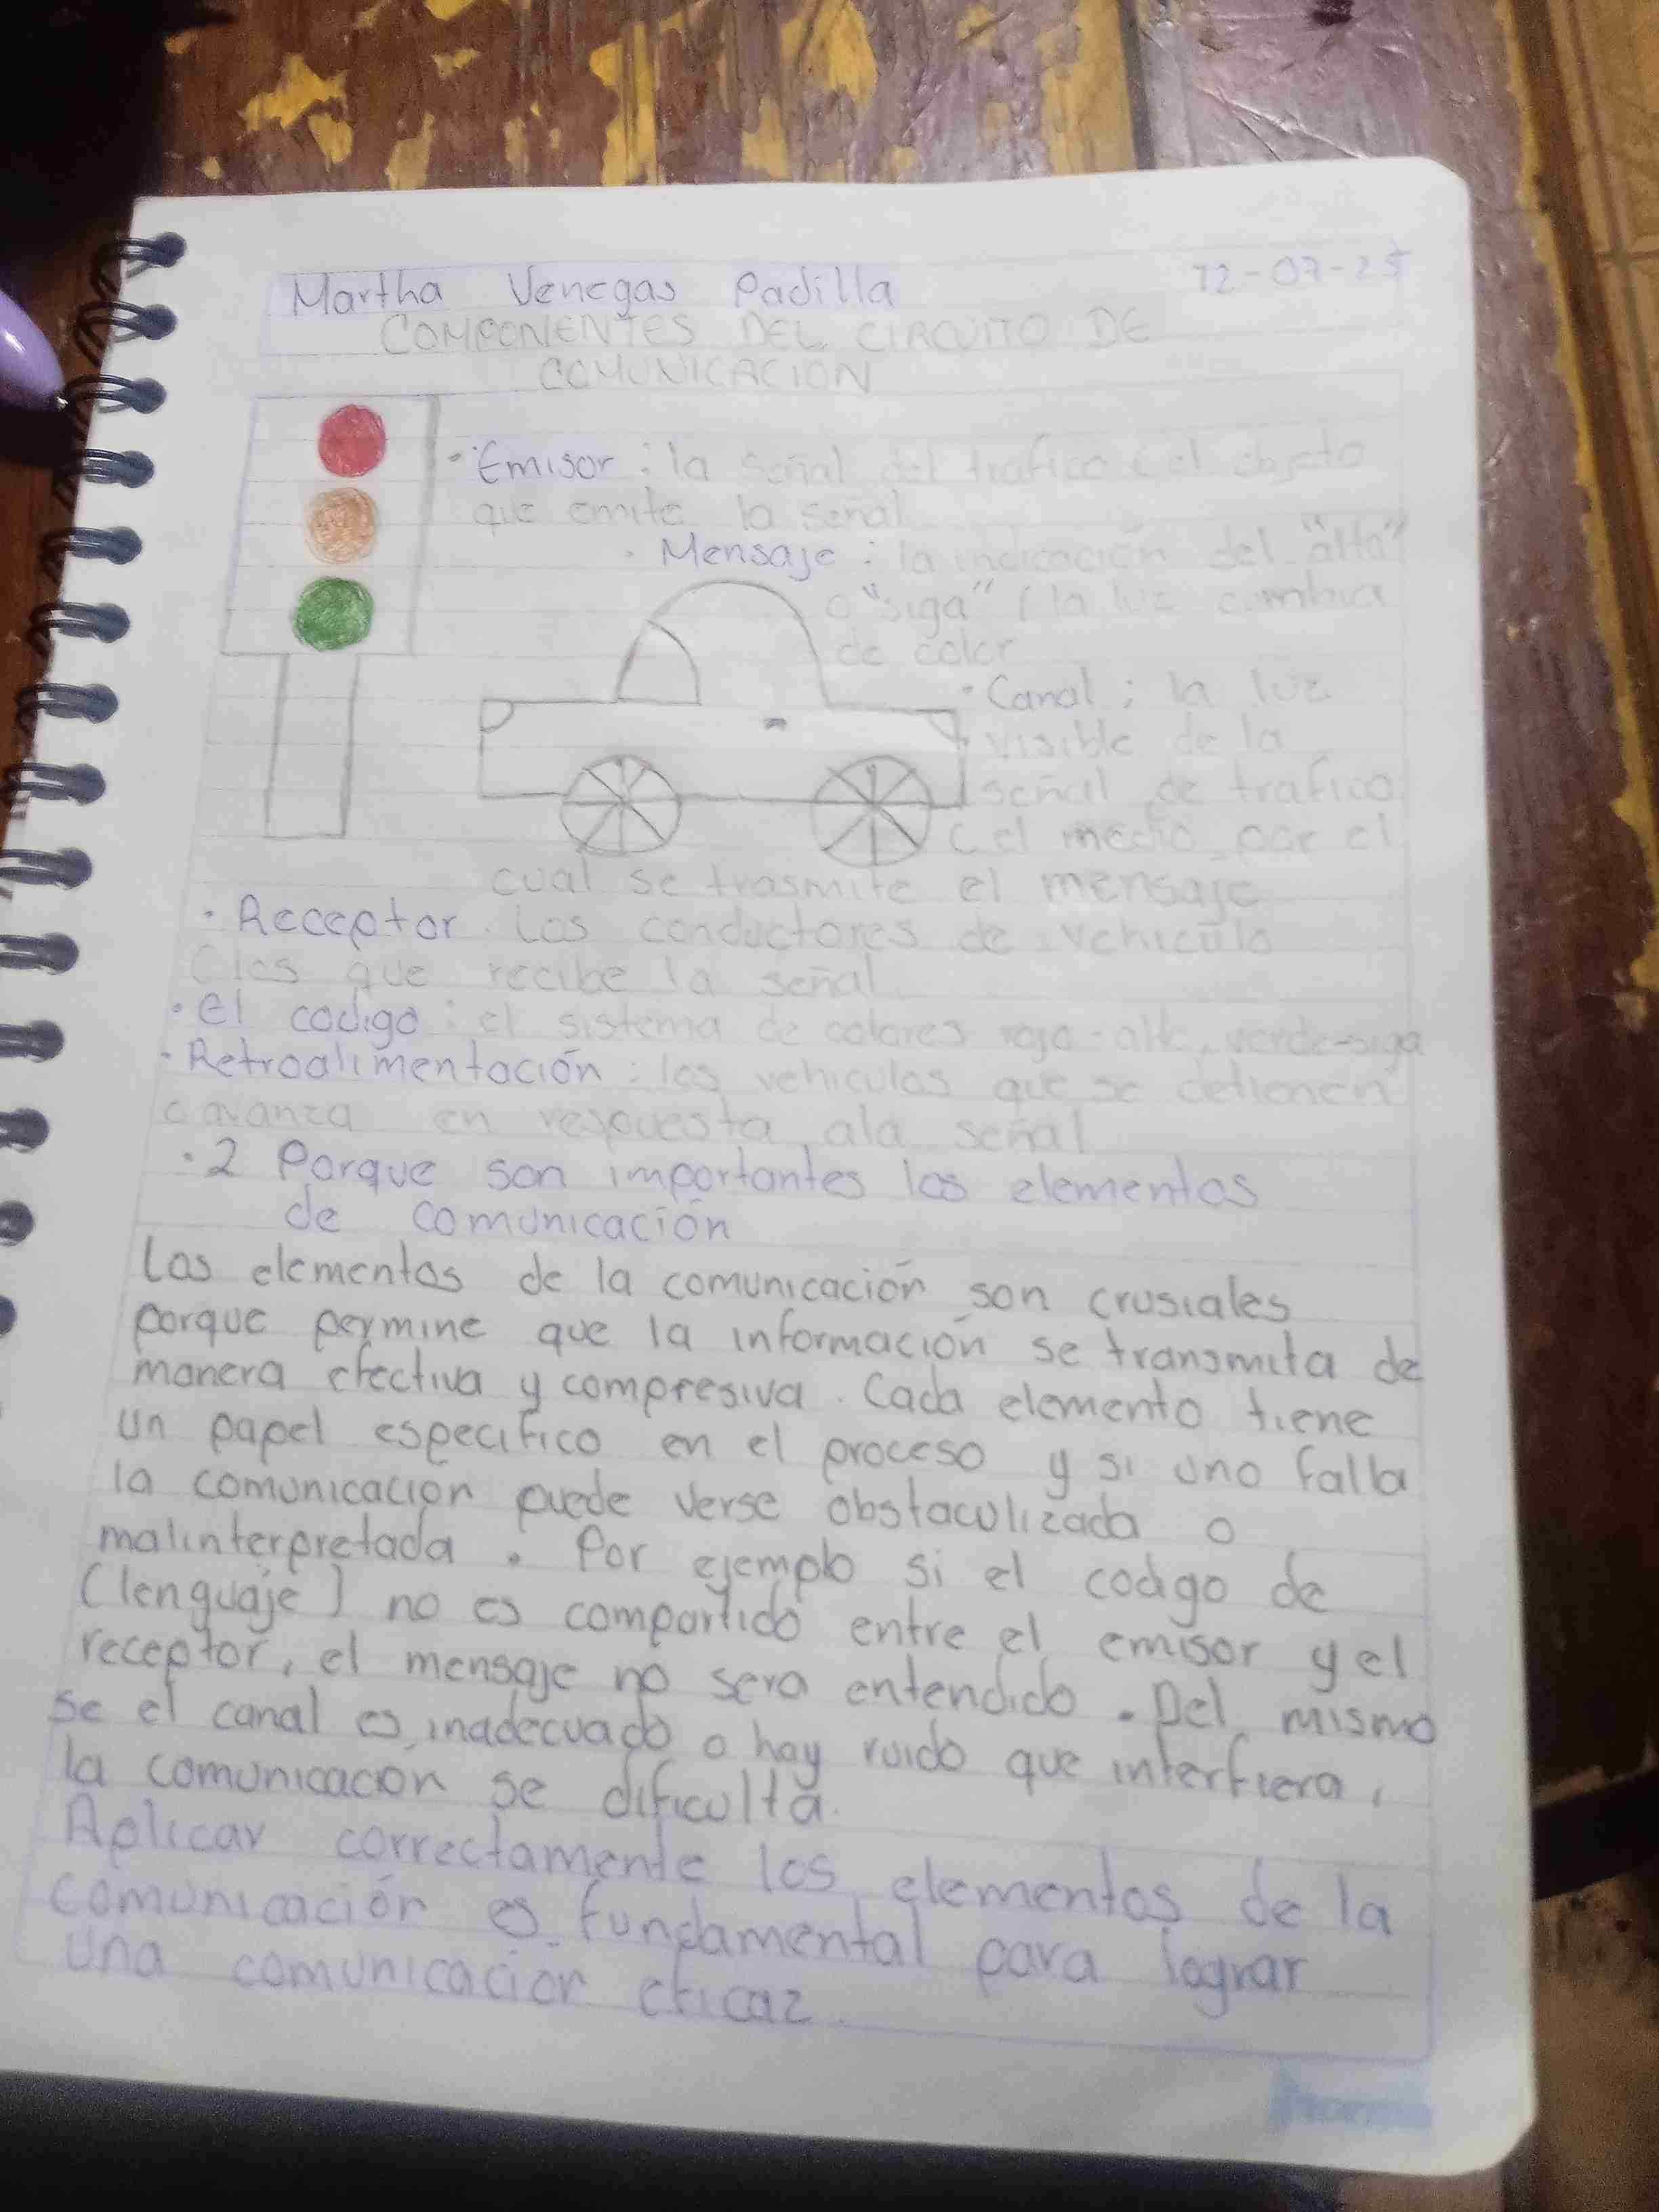 Martha Venegas Padilla 12-07-25
COMPONENTES DEL CIRCUITO DE
COMUNICACION
• Emisor : la señal del trafico ( el objeto
que emite la señal
• Mensaje : la indicación del "alto"
o "siga" ( la luz cambia
de color
• Canal ; la luz
visible de la
señal de trafico
( el medio por el
cual se trasmite el mensaje
• Receptor . Los conductores de vehiculo
( los que recibe la señal
• el codigo : el sistema de colores rojo-alto, verde-siga
• Retroalimentación : los vehiculos que se detienen
o avanza en respuesta ala señal
• 2 Porque son importantes los elementos
de comunicación
Los elementos de la comunicación son crusiales
porque permine que la información se transmita de
manera efectiva y compresiva. Cada elemento tiene
un papel especifico en el proceso y si uno falla
la comunicación puede verse obstaculizada o
malinterpretada . Por ejemplo si el codigo de
(lenguaje) no es compartido entre el emisor y el
receptor, el mensaje no sera entendido . Del mismo
se el canal es inadecuado o hay ruido que interfiera,
la comunicacion se dificulta.
Aplicar correctamente los elementos de la
comunicación es fundamental para lograr
una comunicación eficaz.
Norma